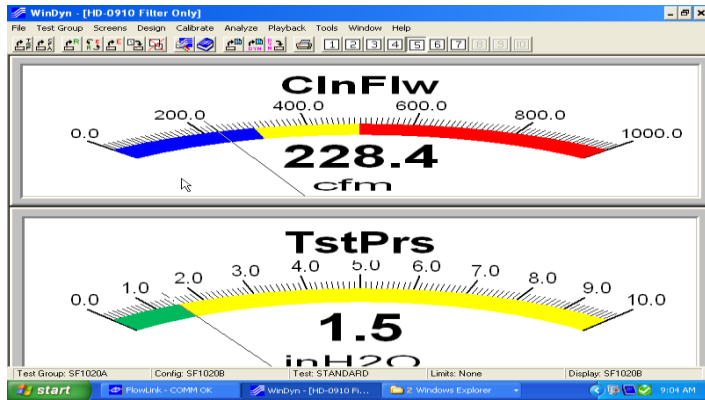 WinDyn - [HD-0910 Filter Only]
File Test Group Screens Design Calibrate Analyze Playback Tools Window Help
1 2 3 4 5 6 7 8 9 10
ClnFlw
0.0 200.0 400.0 600.0 800.0 1000.0
228.4
cfm
TstPrs
0.0 1.0 2.0 3.0 4.0 5.0 6.0 7.0 8.0 9.0 10.0
1.5
inH2O
Test Group: SF1020A Config: SF1020B Test: STANDARD Limits: None Display: SF1020B
start FlowLink - COMM OK WinDyn - [HD-0910 Fi... 2 Windows Explorer 9:04 AM